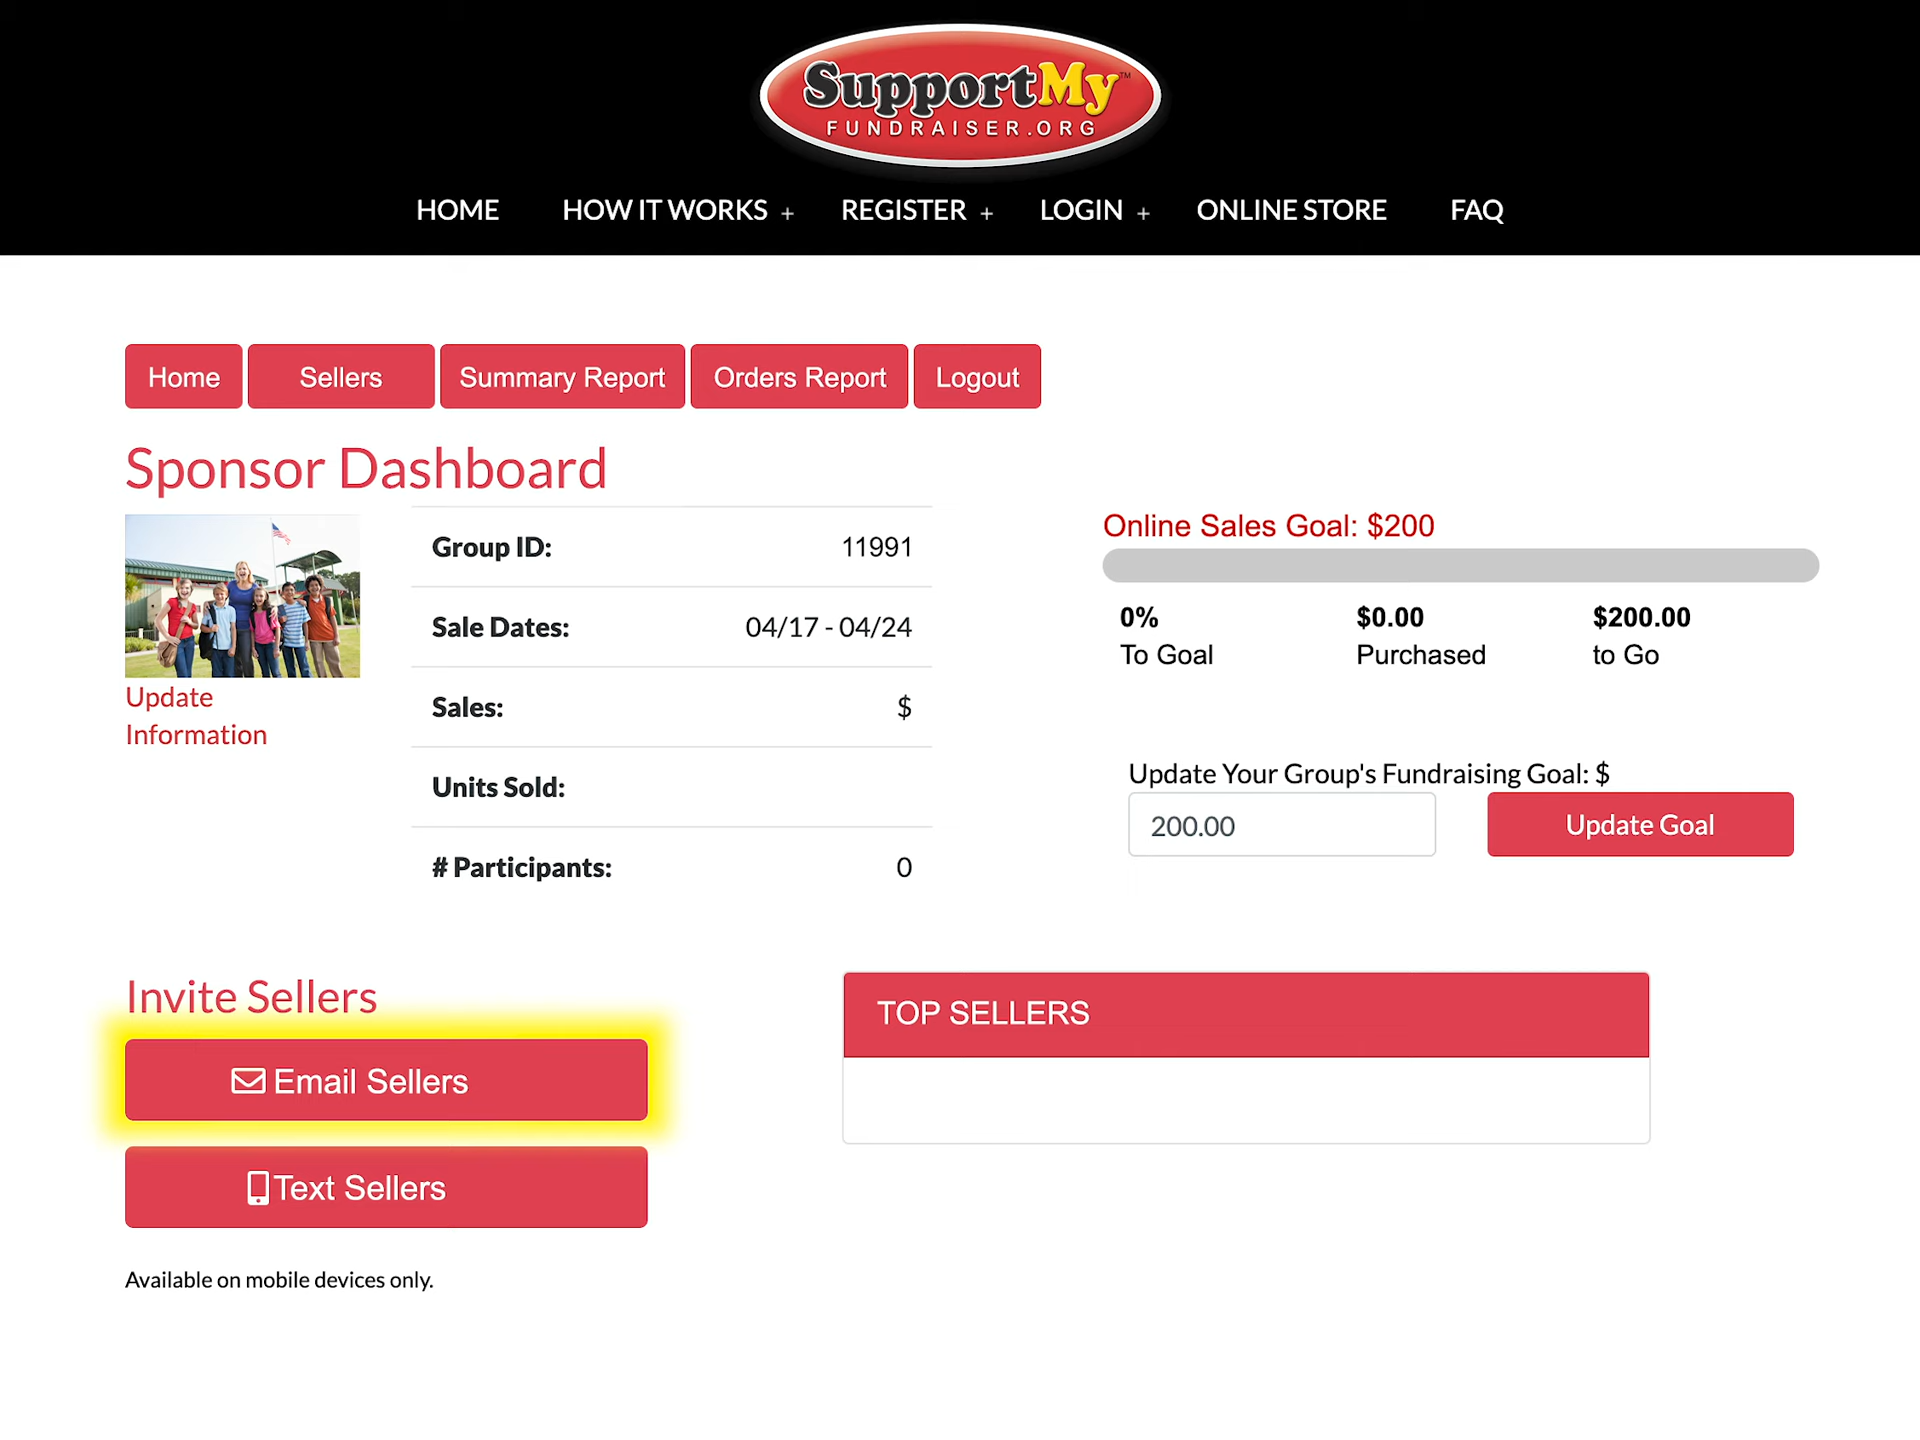 SupportMy™
FUNDRAISER.ORG
HOME HOW IT WORKS + REGISTER + LOGIN + ONLINE STORE FAQ
Home Sellers Summary Report Orders Report Logout
Sponsor Dashboard
Update
Information
Group ID: 11991
Sale Dates: 04/17 - 04/24
Sales: $
Units Sold:
# Participants: 0
Online Sales Goal: $200
0% $0.00 $200.00
To Goal Purchased to Go
Update Your Group's Fundraising Goal: $
200.00 Update Goal
Invite Sellers
Email Sellers
Text Sellers
Available on mobile devices only.
TOP SELLERS